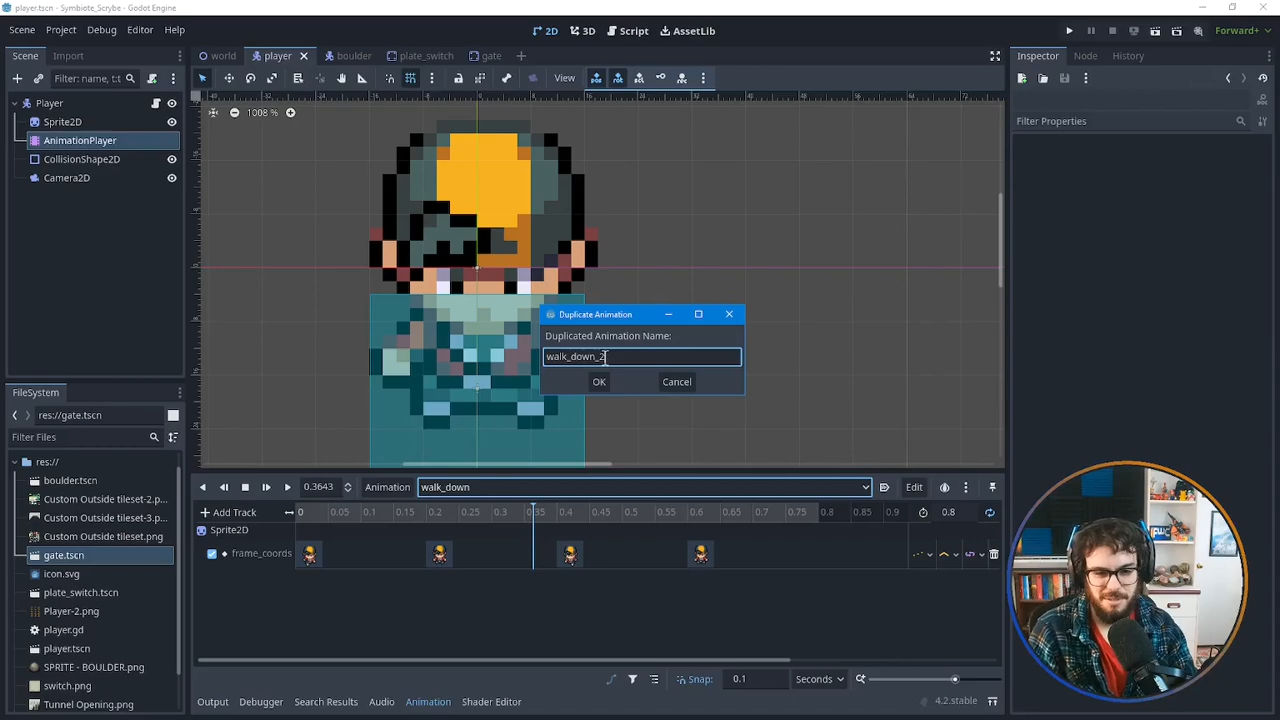 player.tscn - Symbiote_Scrybe - Godot Engine
Scene Project Debug Editor Help
2D 3D Script AssetLib
Forward+
Scene Import
world player boulder plate_switch gate
Inspector Node History
Filter: name, t:t
View
Player
Sprite2D
AnimationPlayer
CollisionShape2D
Camera2D
1008 %
Filter Properties
Duplicate Animation
Duplicated Animation Name:
walk_down_2
OK Cancel
FileSystem
res://gate.tscn
Filter Files
res://
boulder.tscn
Custom Outside tileset-2.p...
Custom Outside tileset-3.p...
Custom Outside tileset.png
gate.tscn
icon.svg
plate_switch.tscn
Player-2.png
player.gd
player.tscn
SPRITE - BOULDER.png
switch.png
Tunnel Opening.png
0.3643 Animation walk_down Edit
Add Track 0 0.05 0.1 0.15 0.2 0.25 0.3 0.35 0.4 0.45 0.5 0.55 0.6 0.65 0.7 0.75 0.8 0.85 0.9 0.8
Sprite2D
frame_coords
Snap: 0.1 Seconds
Output Debugger Search Results Audio Animation Shader Editor
4.2.stable